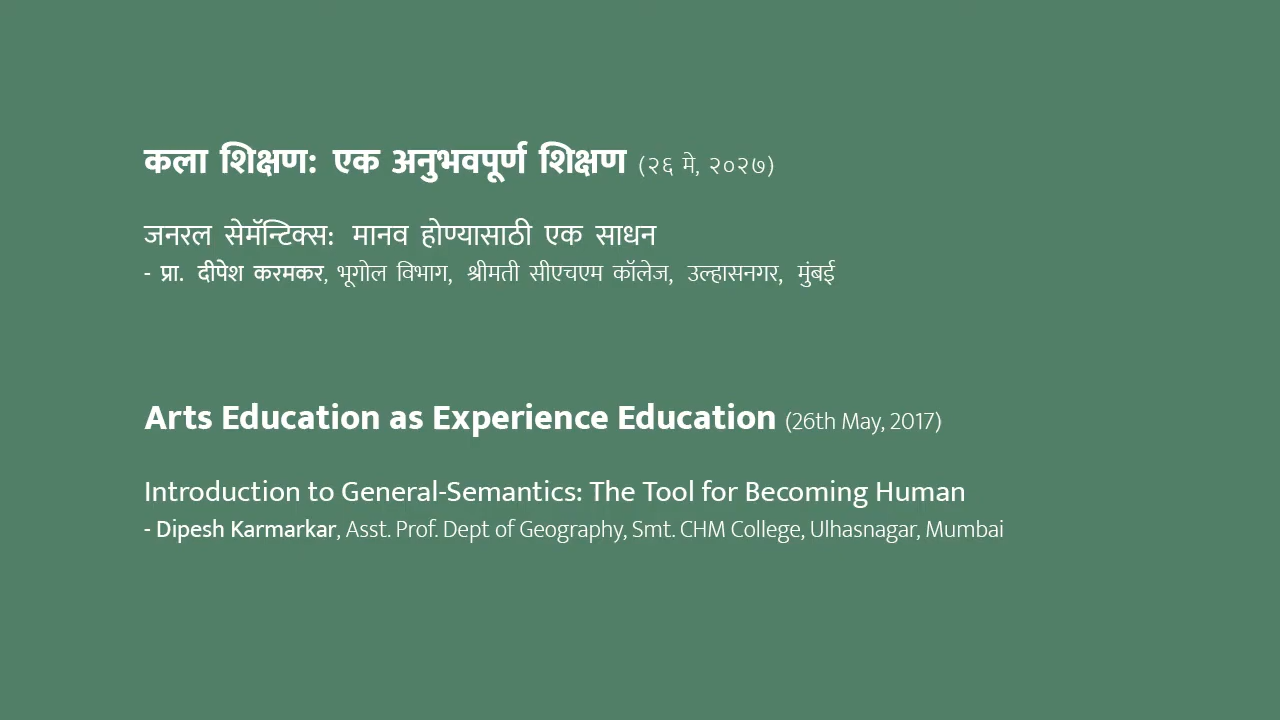 कला शिक्षण: एक अनुभवपूर्ण शिक्षण (२६ मे, २०२७)
जनरल सेमॅन्टिक्स: मानव होण्यासाठी एक साधन
- प्रा. दीपेश करमकर, भूगोल विभाग, श्रीमती सीएचएम कॉलेज, उल्हासनगर, मुंबई
Arts Education as Experience Education (26th May, 2017)
Introduction to General-Semantics: The Tool for Becoming Human
- Dipesh Karmarkar, Asst. Prof. Dept of Geography, Smt. CHM College, Ulhasnagar, Mumbai